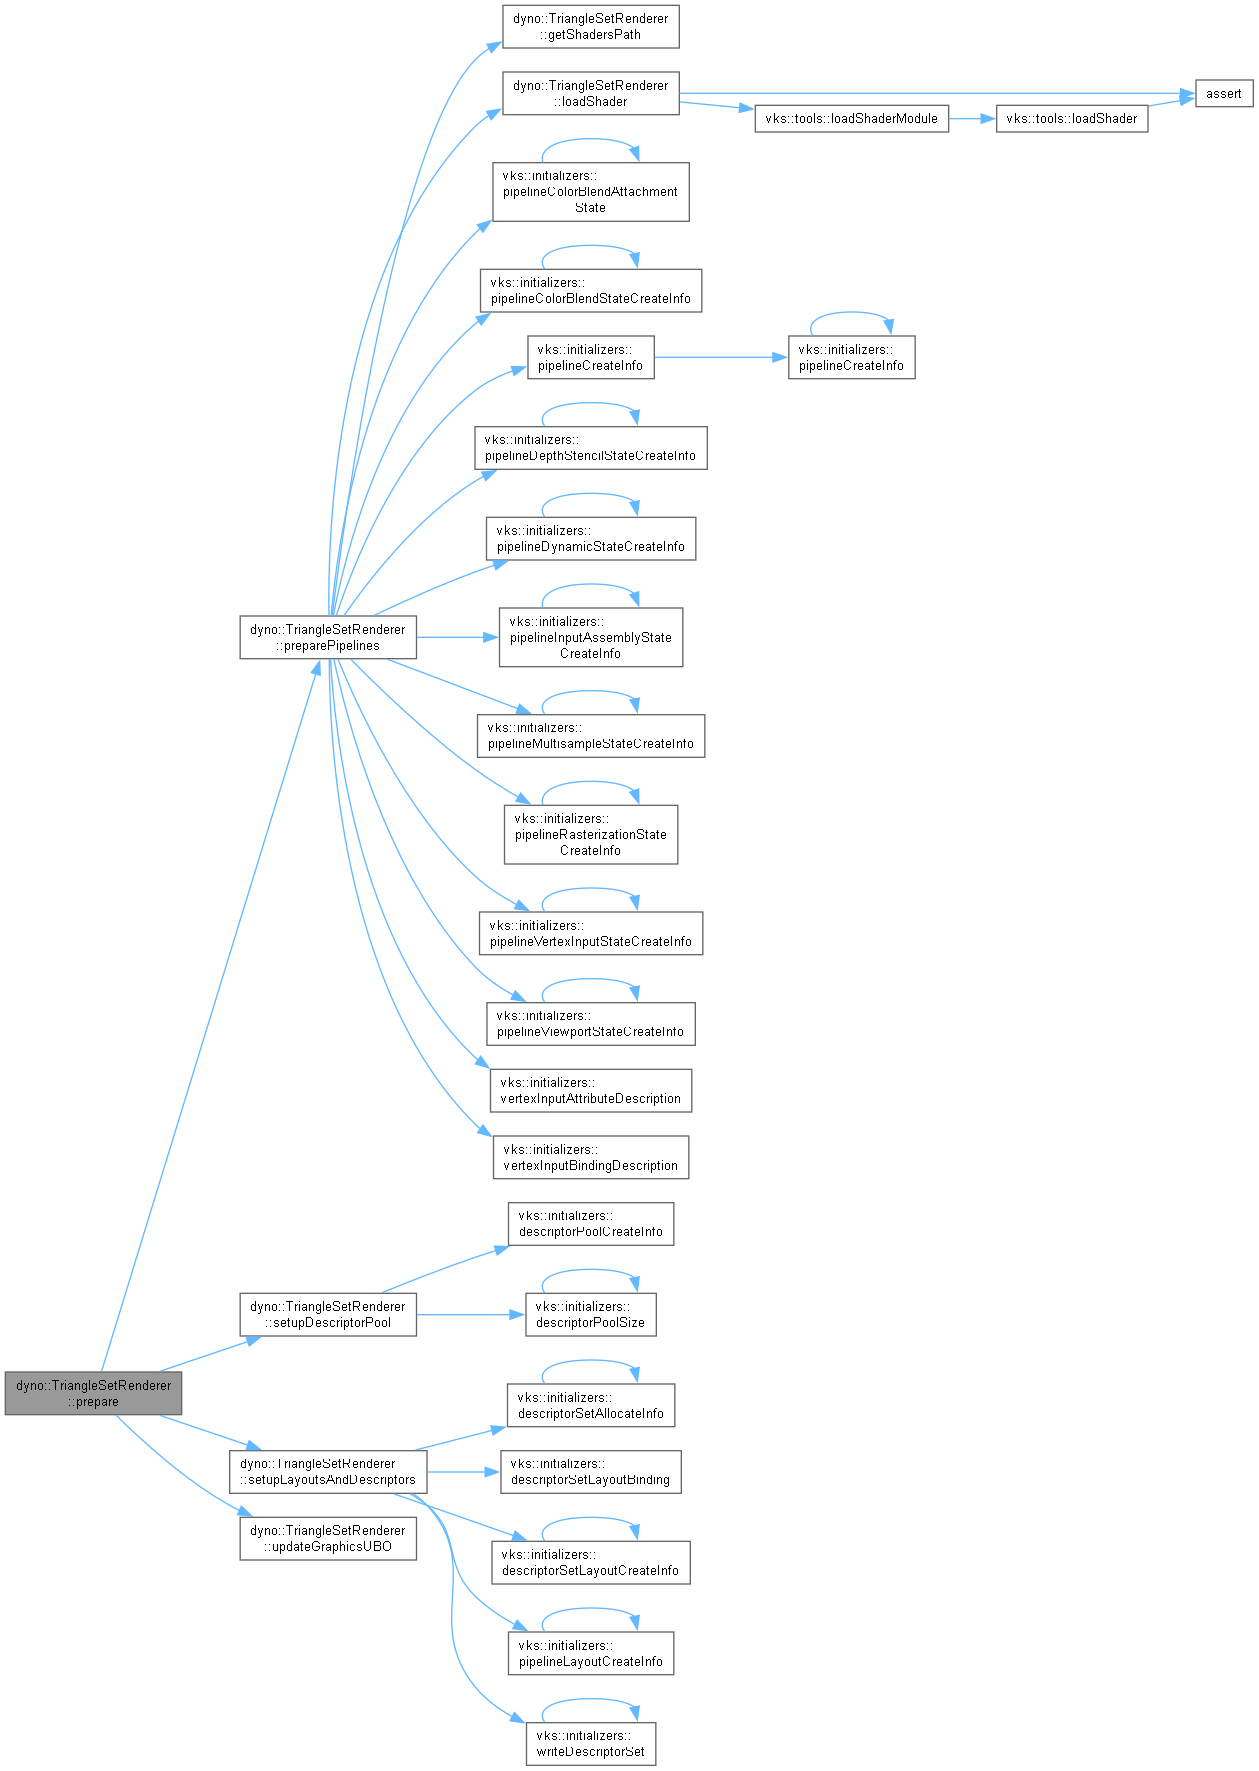 dyno::TriangleSetRenderer
::getShadersPath
dyno::TriangleSetRenderer
::loadShader
assert
vks::tools::loadShaderModule
vks::tools::loadShader
vks::initializers::
pipelineColorBlendAttachment
State
vks::initializers::
pipelineColorBlendStateCreateInfo
vks::initializers::
pipelineCreateInfo
vks::initializers::
pipelineCreateInfo
vks::initializers::
pipelineDepthStencilStateCreateInfo
vks::initializers::
pipelineDynamicStateCreateInfo
vks::initializers::
pipelineInputAssemblyState
CreateInfo
dyno::TriangleSetRenderer
::preparePipelines
vks::initializers::
pipelineMultisampleStateCreateInfo
vks::initializers::
pipelineRasterizationState
CreateInfo
vks::initializers::
pipelineVertexInputStateCreateInfo
vks::initializers::
pipelineViewportStateCreateInfo
vks::initializers::
vertexInputAttributeDescription
vks::initializers::
vertexInputBindingDescription
vks::initializers::
descriptorPoolCreateInfo
dyno::TriangleSetRenderer
::setupDescriptorPool
vks::initializers::
descriptorPoolSize
dyno::TriangleSetRenderer
::prepare
vks::initializers::
descriptorSetAllocateInfo
dyno::TriangleSetRenderer
::setupLayoutsAndDescriptors
vks::initializers::
descriptorSetLayoutBinding
dyno::TriangleSetRenderer
::updateGraphicsUBO
vks::initializers::
descriptorSetLayoutCreateInfo
vks::initializers::
pipelineLayoutCreateInfo
vks::initializers::
writeDescriptorSet